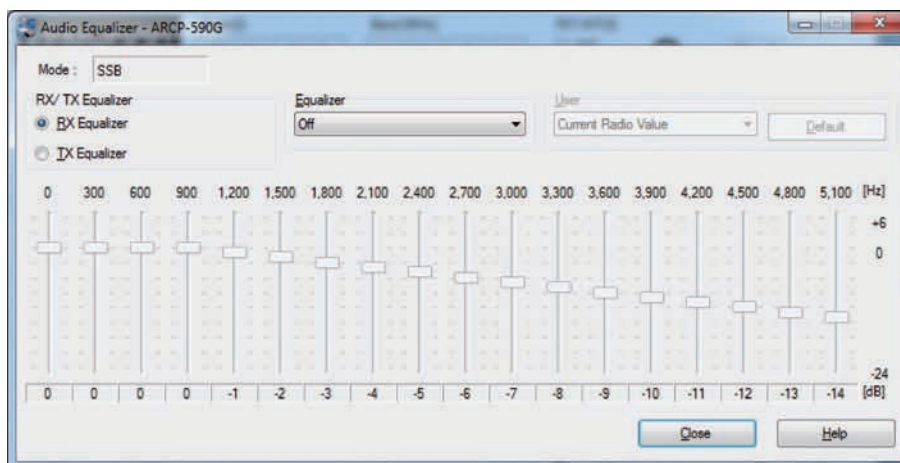 Audio Equalizer - ARCP-590G
Mode : SSB
RX/ TX Equalizer
RX Equalizer
TX Equalizer
Equalizer
Off
User
Current Radio Value
Default
0 300 600 900 1,200 1,500 1,800 2,100 2,400 2,700 3,000 3,300 3,600 3,900 4,200 4,500 4,800 5,100 [Hz]
+6
0
-24
0 0 0 0 -1 -2 -3 -4 -5 -6 -7 -8 -9 -10 -11 -12 -13 -14 [dB]
Close Help